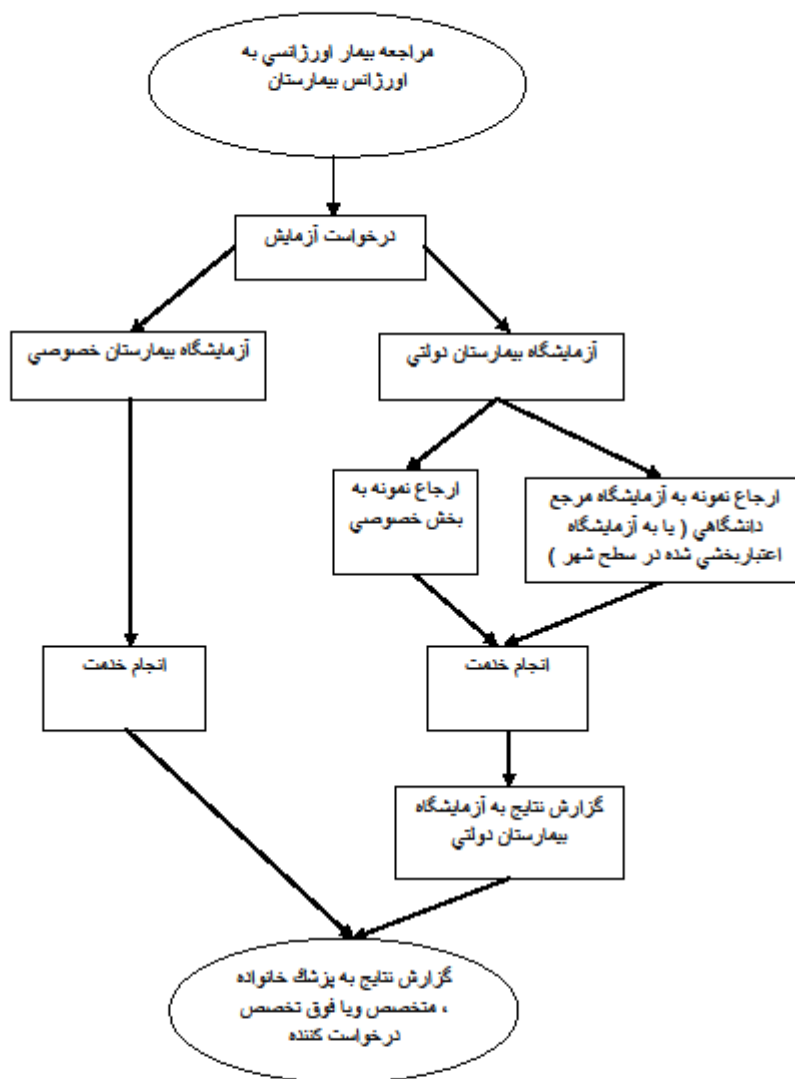 مراجعه بيمار اورژانسي به
اورژانس بيمارستان
درخواست آزمايش
آزمايشگاه بيمارستان دولتي
آزمايشگاه بيمارستان خصوصي
ارجاع نمونه به آزمايشگاه مرجع
دانشگاهي ( يا به آزمايشگاه
اعتباربخشي شده در سطح شهر )
ارجاع نمونه به
بخش خصوصي
انجام خدمت
انجام خدمت
گزارش نتايج به آزمايشگاه
بيمارستان دولتي
گزارش نتايج به پزشك خانواده
، متخصص ويا فوق تخصص
درخواست كننده